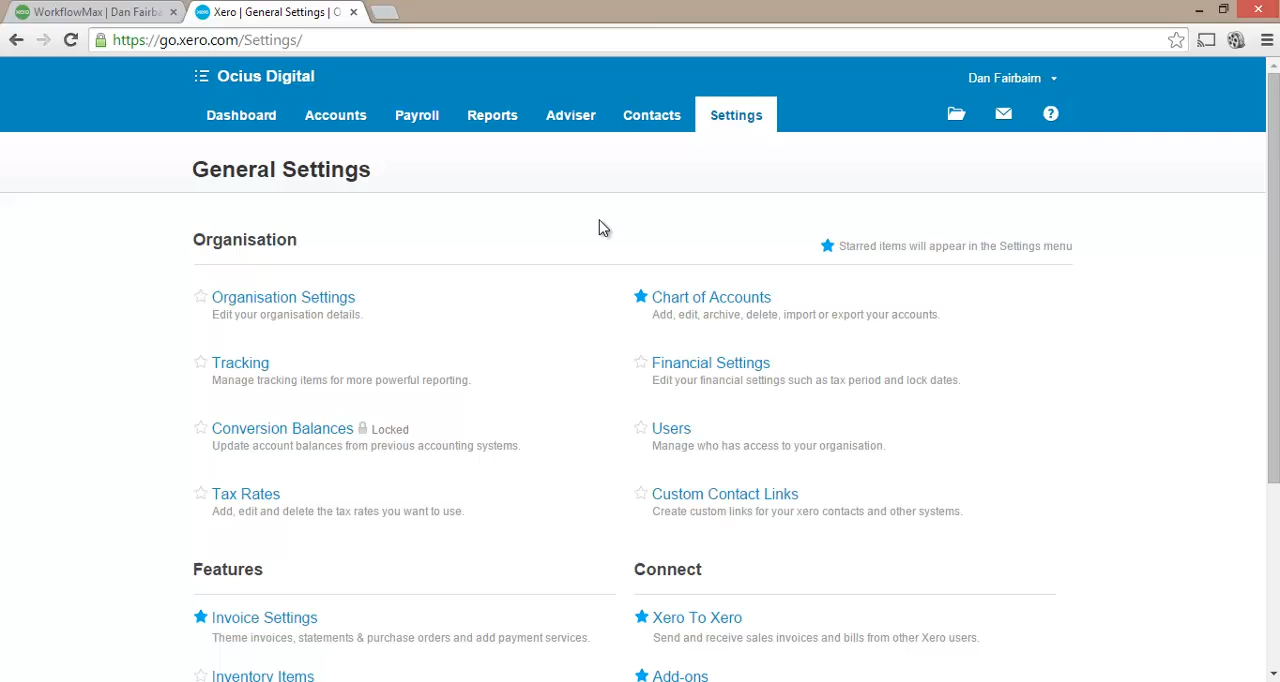 WorkflowMax | Dan Fairba
Xero | General Settings | O
https://go.xero.com/Settings/
Ocius Digital
Dan Fairbairn
Dashboard Accounts Payroll Reports Adviser Contacts Settings
General Settings
Organisation
Starred items will appear in the Settings menu
Organisation Settings
Edit your organisation details.
Chart of Accounts
Add, edit, archive, delete, import or export your accounts.
Tracking
Manage tracking items for more powerful reporting.
Financial Settings
Edit your financial settings such as tax period and lock dates.
Conversion Balances Locked
Update account balances from previous accounting systems.
Users
Manage who has access to your organisation.
Tax Rates
Add, edit and delete the tax rates you want to use.
Custom Contact Links
Create custom links for your xero contacts and other systems.
Features
Invoice Settings
Theme invoices, statements & purchase orders and add payment services.
Inventory Items
Connect
Xero To Xero
Send and receive sales invoices and bills from other Xero users.
Add-ons